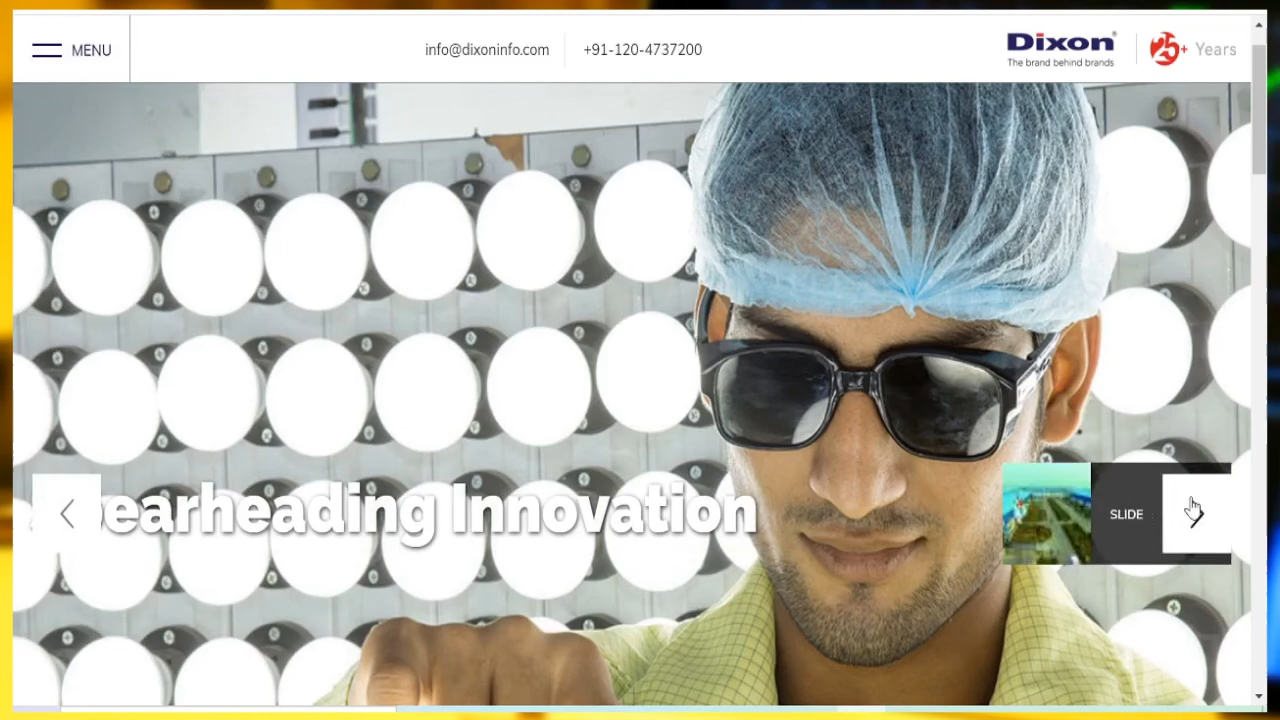 MENU
info@dixoninfo.com
+91-120-4737200
Dixon
The brand behind brands
25+ Years
earheading Innovation
SLIDE